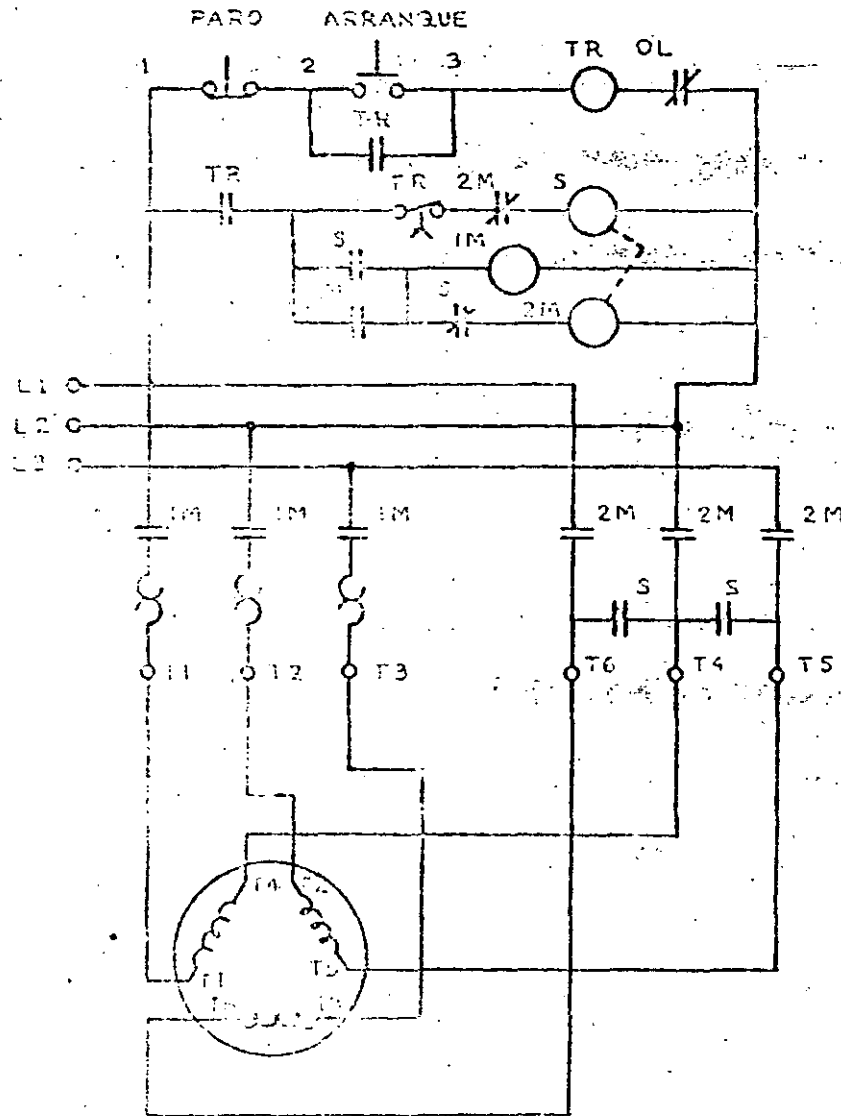 PARO ARRANQUE
1 2 3 TR OL
TR
TR TR 2M S
S 1M
S 2M
L1
L2
L3
1M 1M 1M 2M 2M 2M
S S
T1 T2 T3 T6 T4 T5
T4
T1